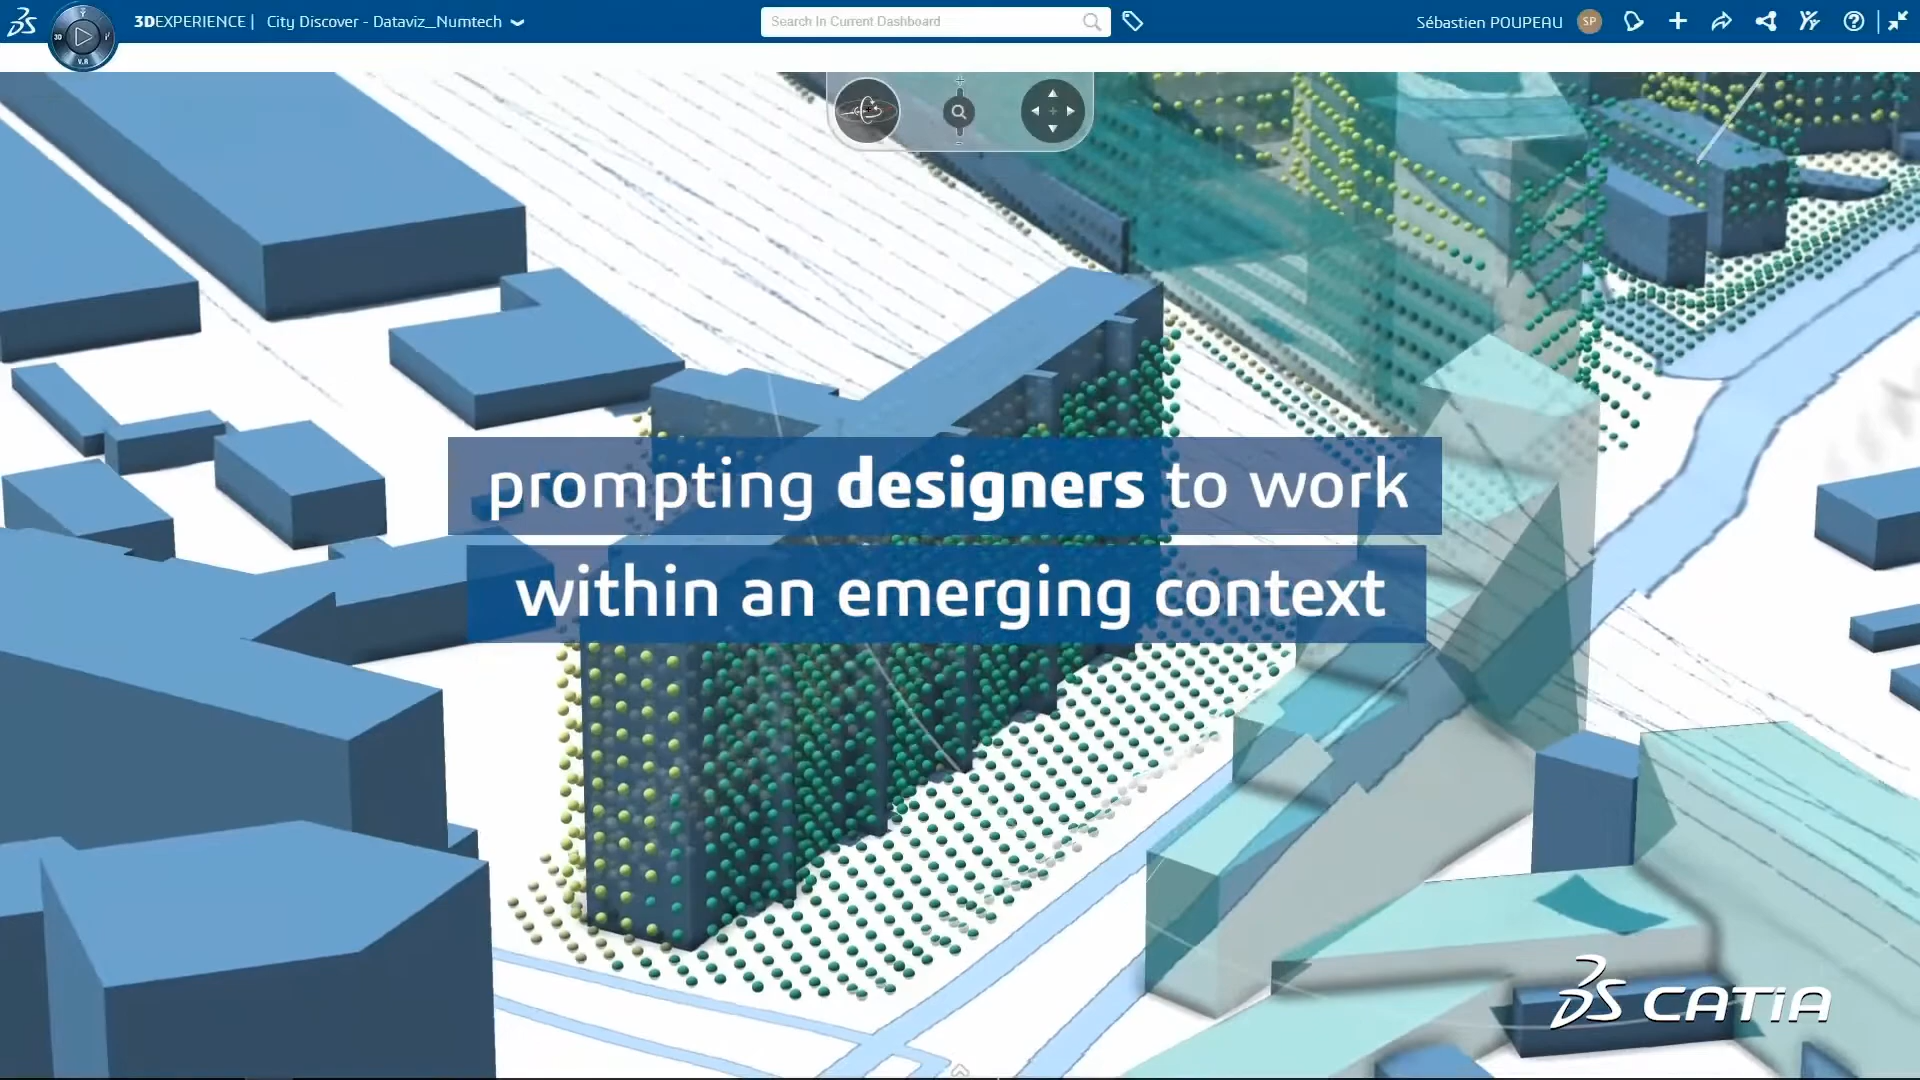 3DEXPERIENCE | City Discover - Dataviz_Numtech
Search In Current Dashboard
Sébastien POUPEAU
SP
3D
V.R
prompting designers to work
within an emerging context
3DS CATIA